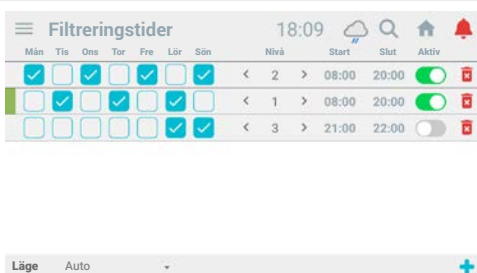 Filtreringstider 18:09
Mån Tis Ons Tor Fre Lör Sön Nivå Start Slut Aktiv
< 2 > 08:00 20:00
< 1 > 08:00 20:00
< 3 > 21:00 22:00
Läge Auto